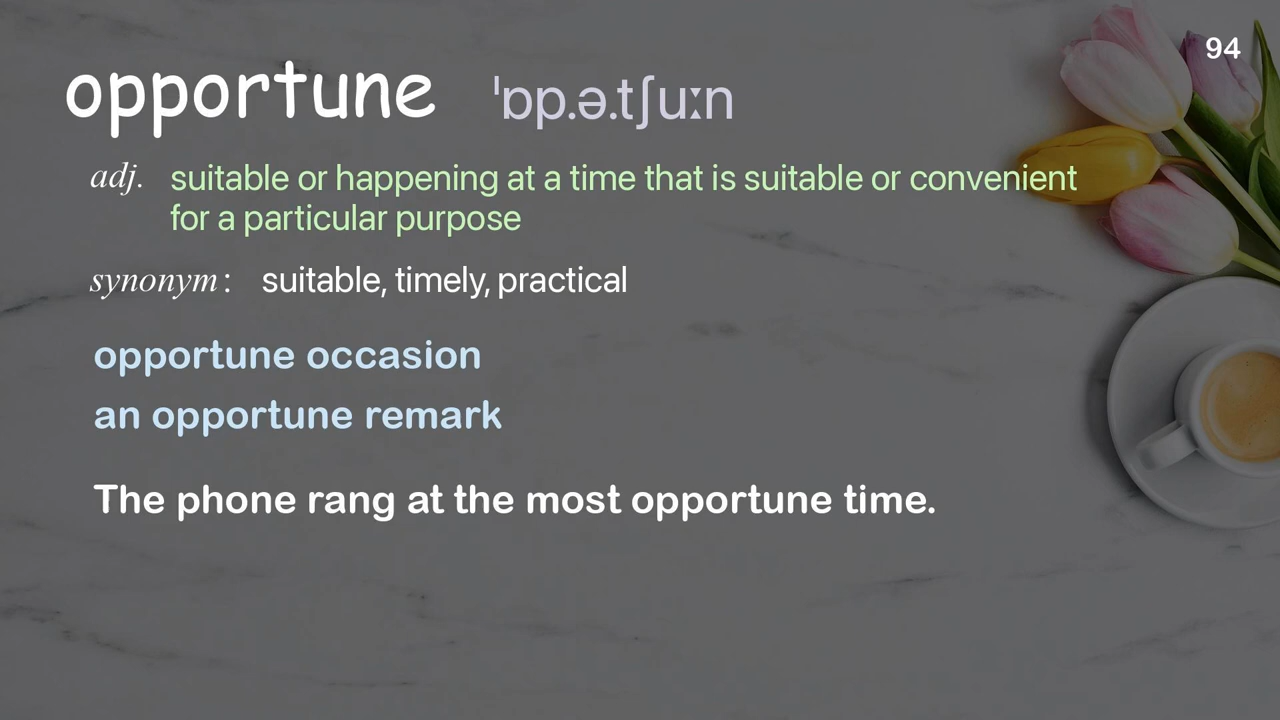 94
opportune ˈɒp.ə.tʃuːn
adj. suitable or happening at a time that is suitable or convenient
for a particular purpose
synonym: suitable, timely, practical
opportune occasion
an opportune remark
The phone rang at the most opportune time.